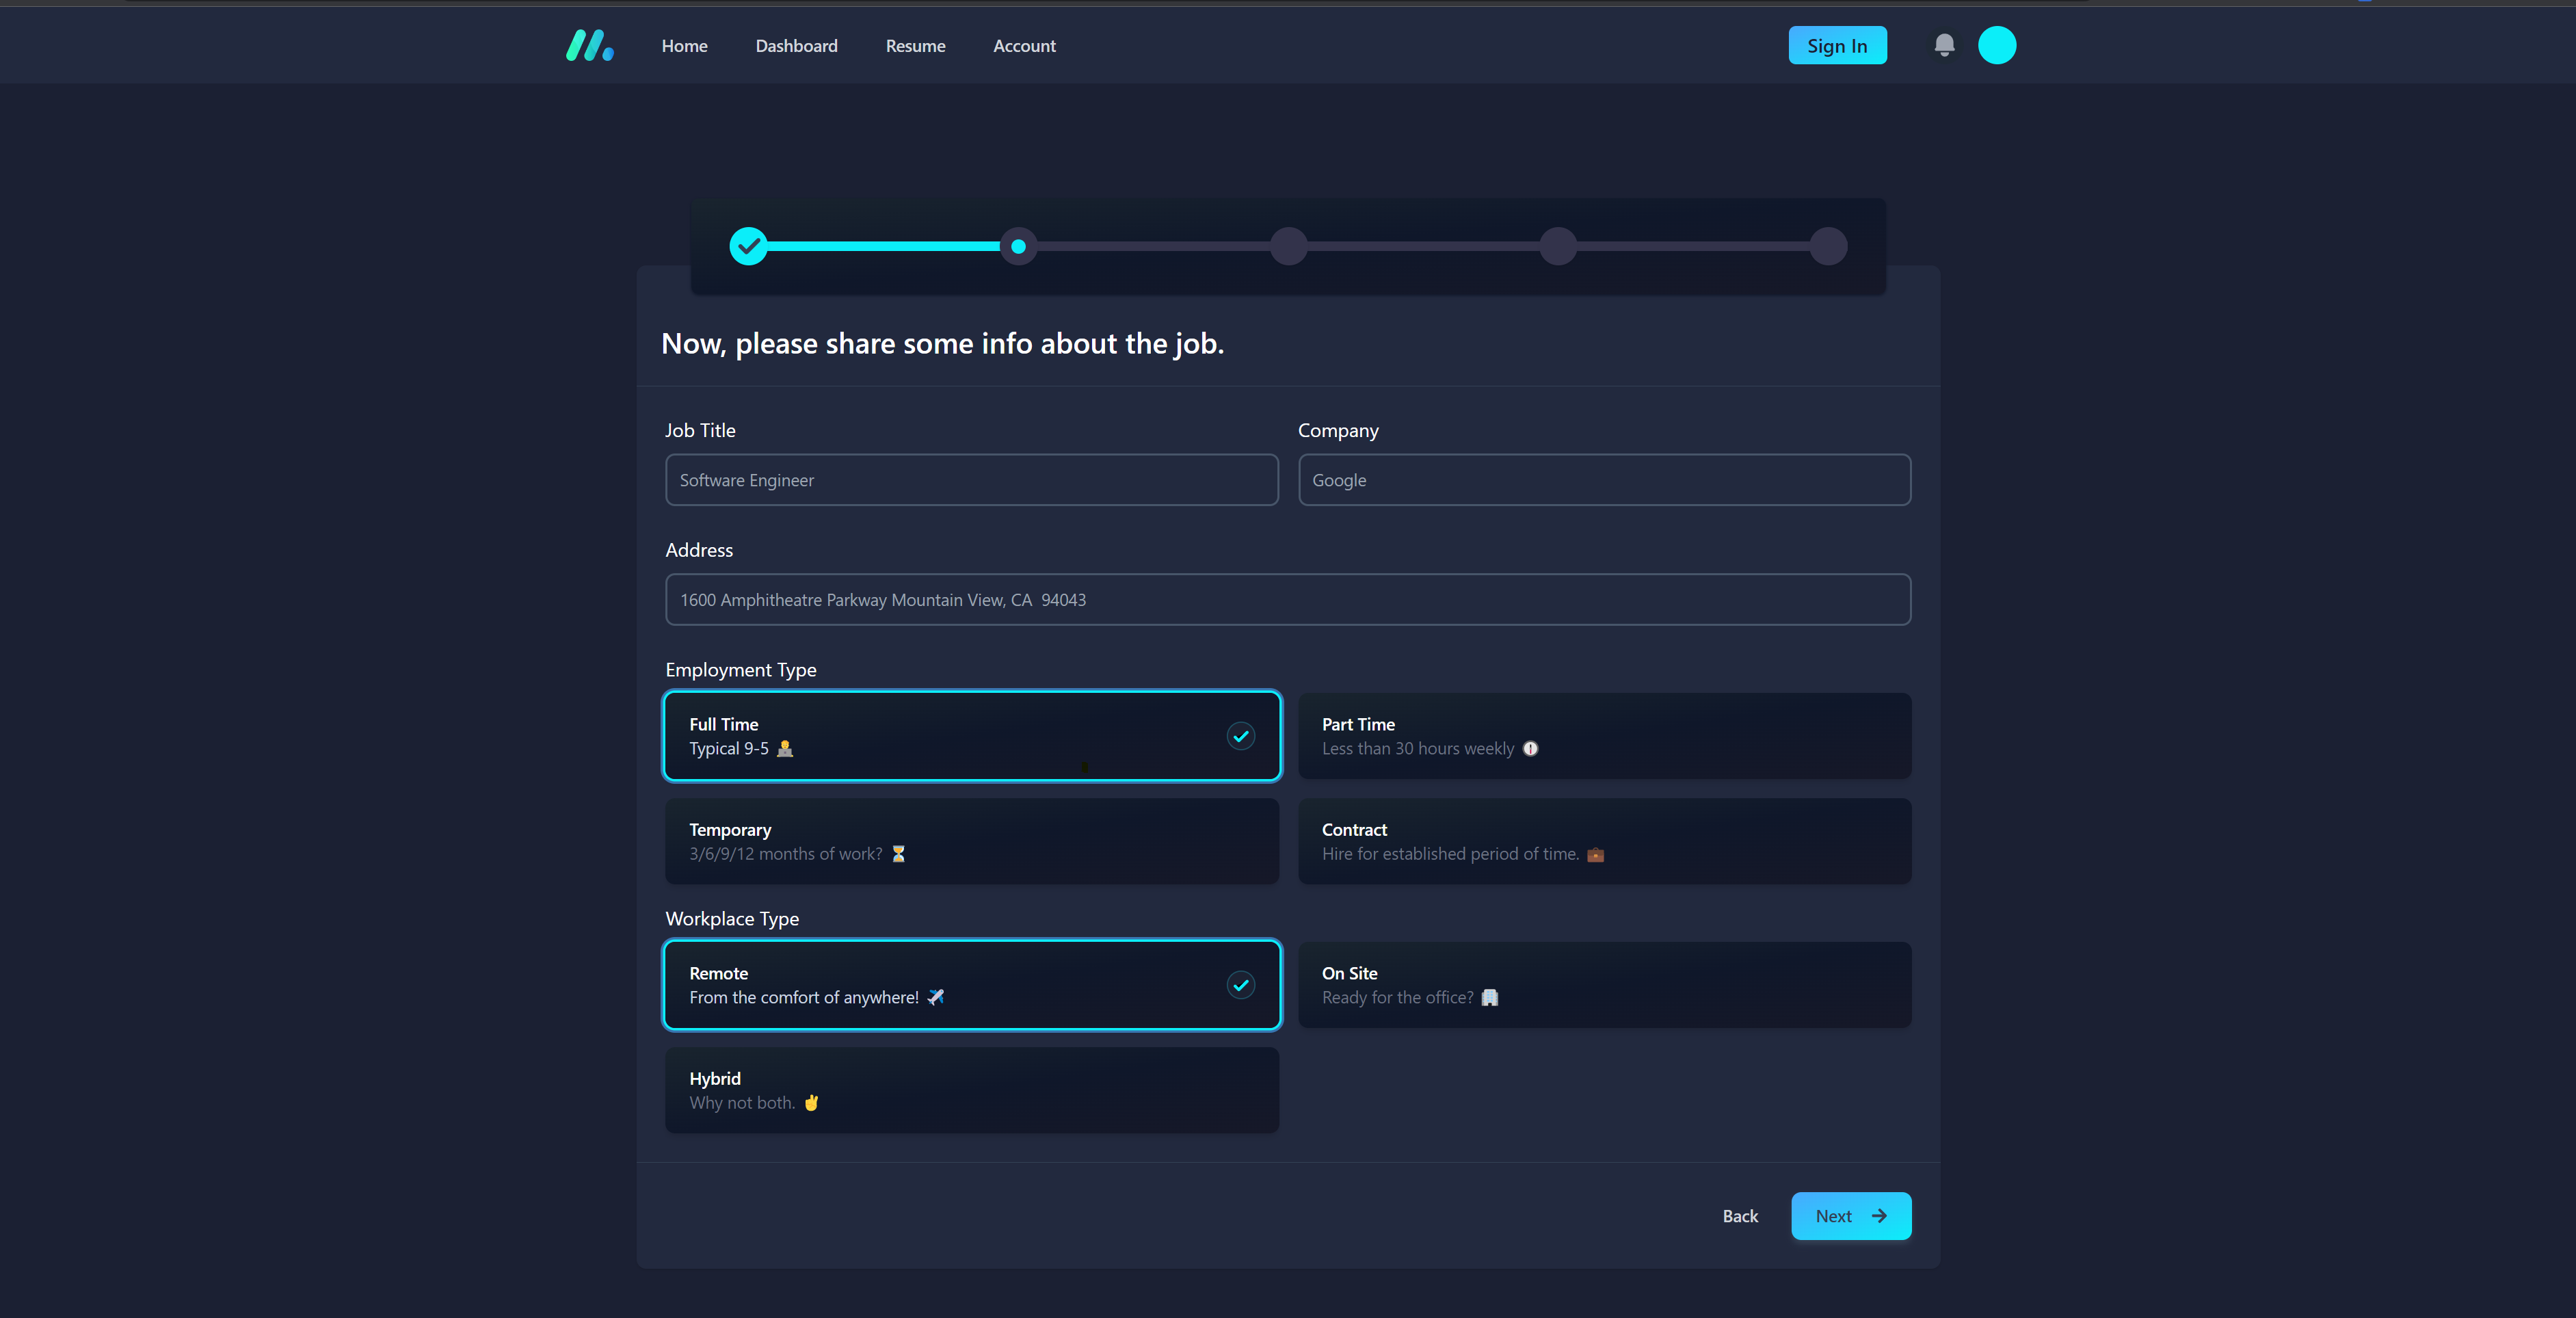 Home
Dashboard
Resume
Account
Sign In
Now, please share some info about the job.
Job Title
Company
Software Engineer
Google
Address
1600 Amphitheatre Parkway Mountain View, CA  94043
Employment Type
Full Time
Typical 9-5 🧑‍💻
Part Time
Less than 30 hours weekly 🕛
Temporary
3/6/9/12 months of work? ⏳
Contract
Hire for established period of time. 💼
Workplace Type
Remote
From the comfort of anywhere! ✈️
On Site
Ready for the office? 🏢
Hybrid
Why not both. ✌️
Back
Next →